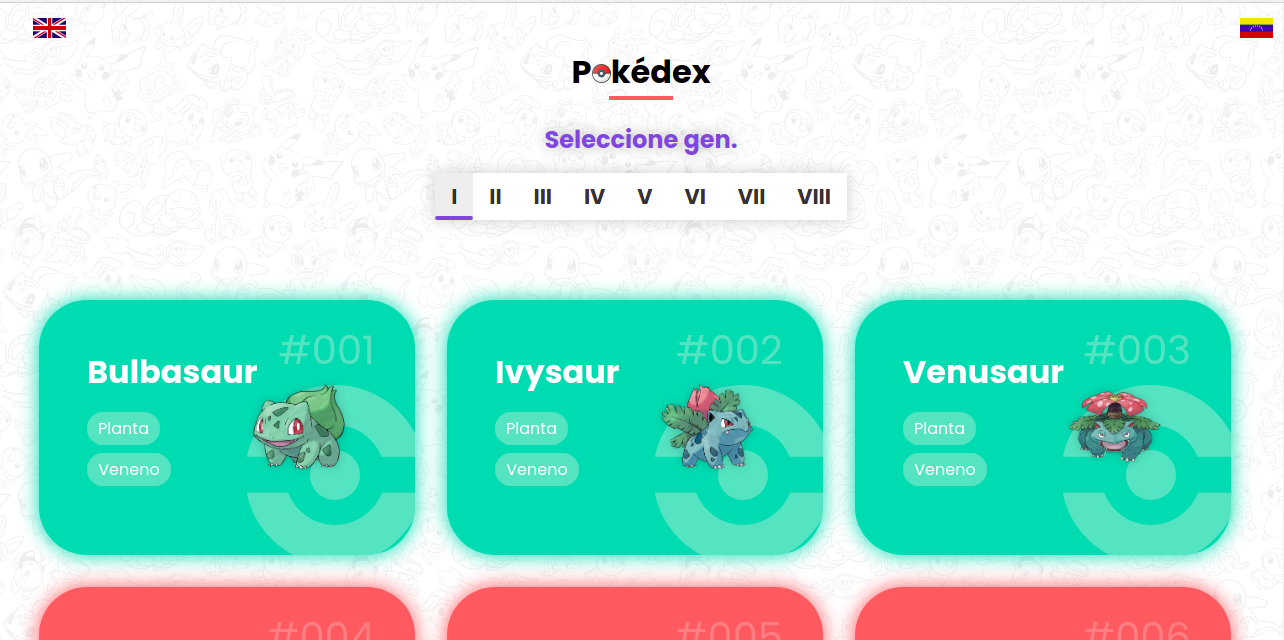 Pokédex
Seleccione gen.
I II III IV V VI VII VIII
#001
Bulbasaur
Planta
Veneno
#002
Ivysaur
Planta
Veneno
#003
Venusaur
Planta
Veneno
#004
#005
#006